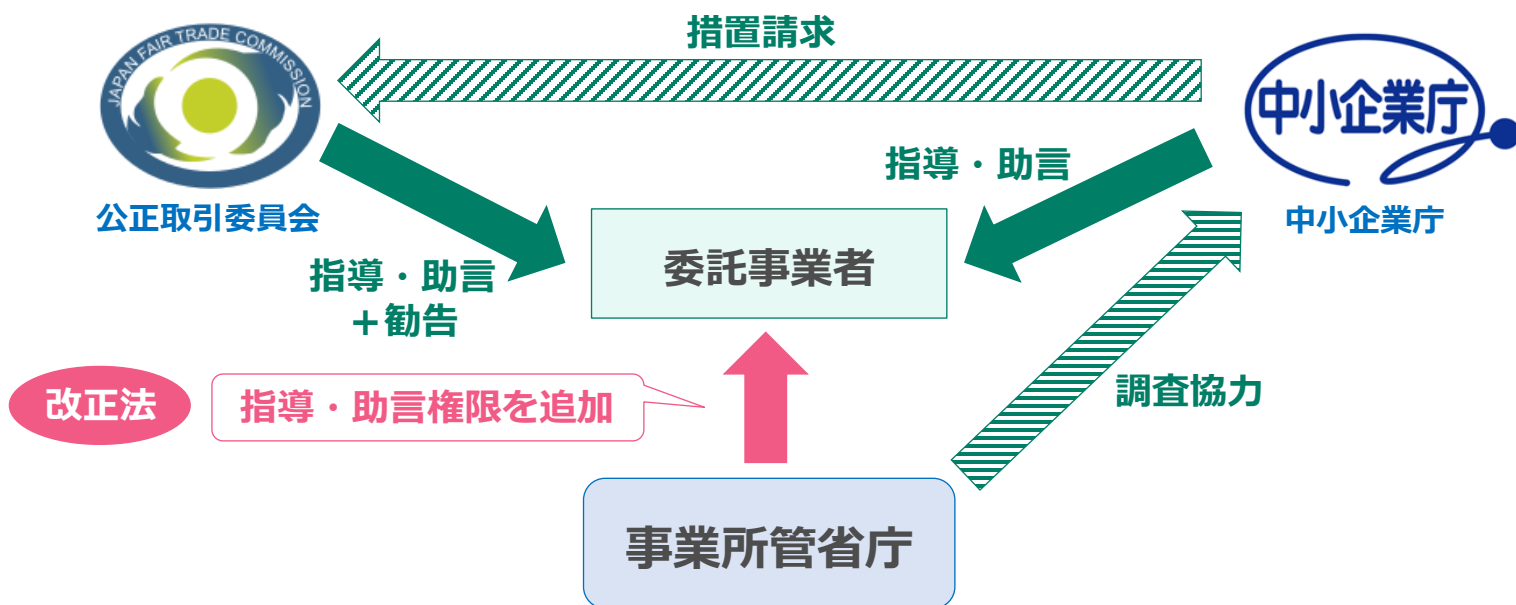 措置請求
JAPAN FAIR TRADE COMMISSION
中小企業庁
指導・助言
公正取引委員会
中小企業庁
委託事業者
指導・助言
＋勧告
改正法
指導・助言権限を追加
調査協力
事業所管省庁